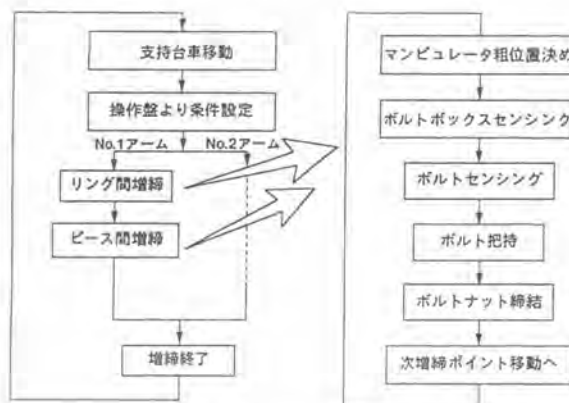 支持台車移動
操作盤より条件設定
No.1アーム
No.2アーム
リング間増締
ピース間増締
増締終了
マンピュレータ粗位置決め
ボルトボックスセンシング
ボルトセンシング
ボルト把持
ボルトナット締結
次増締ポイント移動へ